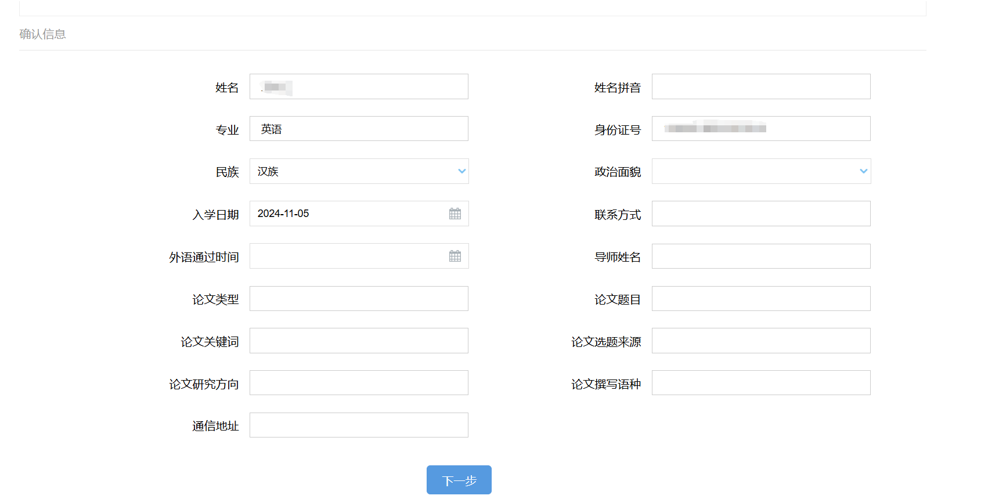 确认信息
姓名
姓名拼音
专业 英语
身份证号
民族 汉族
政治面貌
入学日期 2024-11-05
联系方式
外语通过时间
导师姓名
论文类型
论文题目
论文关键词
论文选题来源
论文研究方向
论文撰写语种
通信地址
下一步